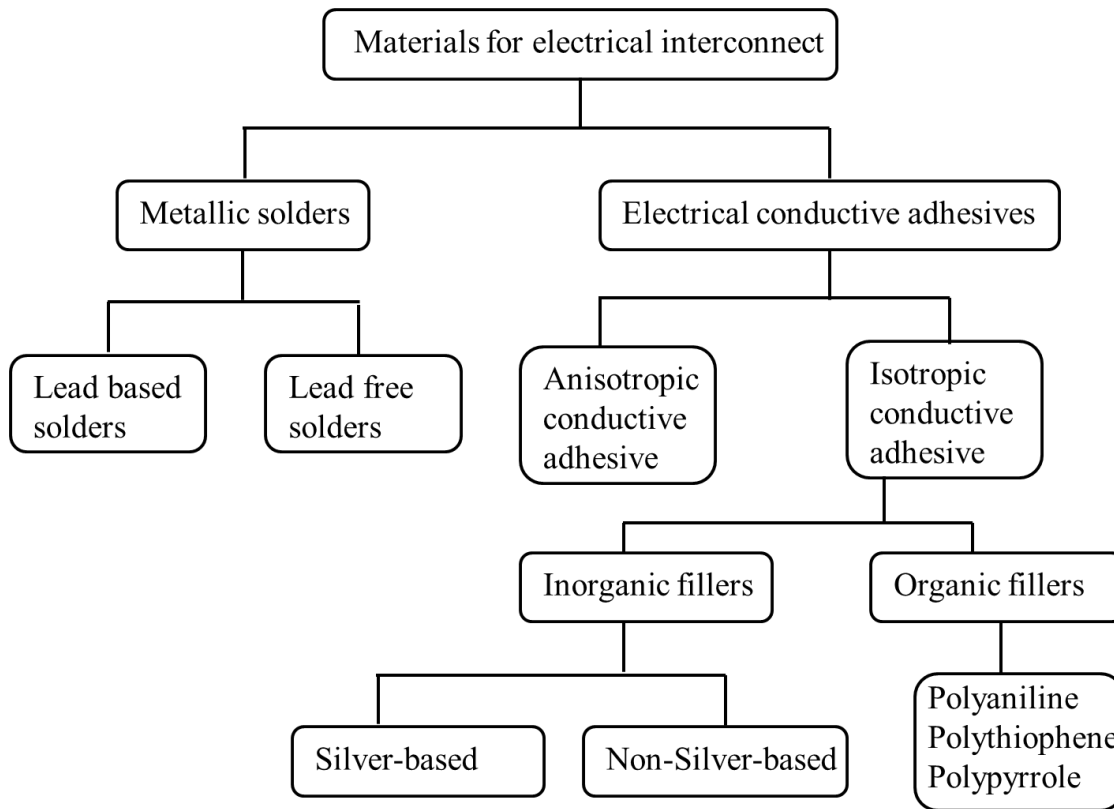 Materials for electrical interconnect
Metallic solders
Electrical conductive adhesives
Lead based
solders
Lead free
solders
Anisotropic
conductive
adhesive
Isotropic
conductive
adhesive
Inorganic fillers
Organic fillers
Silver-based
Non-Silver-based
Polyaniline
Polythiophene
Polypyrrole